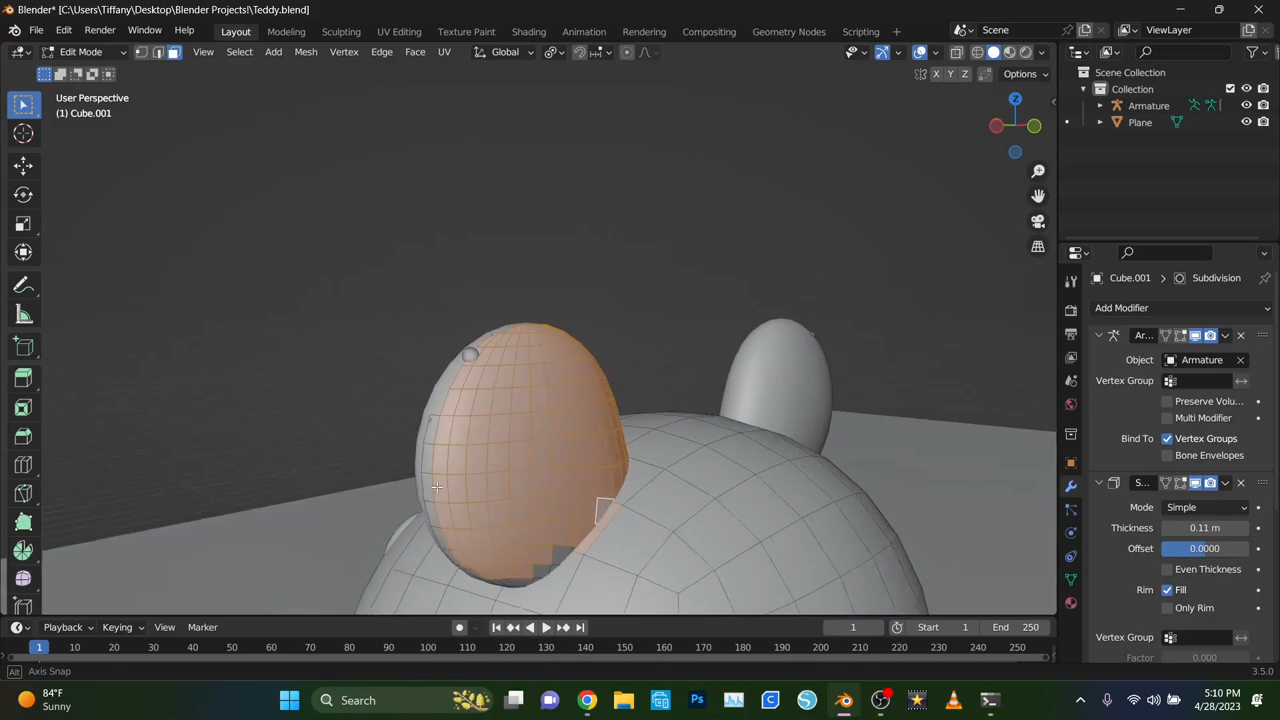 Blender* [C:\Users\Tiffany\Desktop\Blender Projects!\Teddy.blend]
File Edit Render Window Help Layout Modeling Sculpting UV Editing Texture Paint Shading Animation Rendering Compositing Geometry Nodes Scripting + Scene ViewLayer
Edit Mode View Select Add Mesh Vertex Edge Face UV Global
X Y Z Options
User Perspective
(1) Cube.001
Z
Scene Collection
Collection
Armature
Plane
Cube.001 Subdivision
Add Modifier
Ar...
Object Armature
Vertex Group
Preserve Volu...
Multi Modifier
Bind To Vertex Groups
Bone Envelopes
S...
Mode Simple
Thickness 0.11 m
Offset 0.0000
Even Thickness
Rim Fill
Only Rim
Vertex Group
Factor 0.000
Playback Keying View Marker 1 Start 1 End 250
1 10 20 30 40 50 60 70 80 90 100 110 120 130 140 150 160 170 180 190 200 210 220 230 240 250
Alt Axis Snap 3.5.0
84°F
Sunny
Search
Ps
5:10 PM
4/28/2023